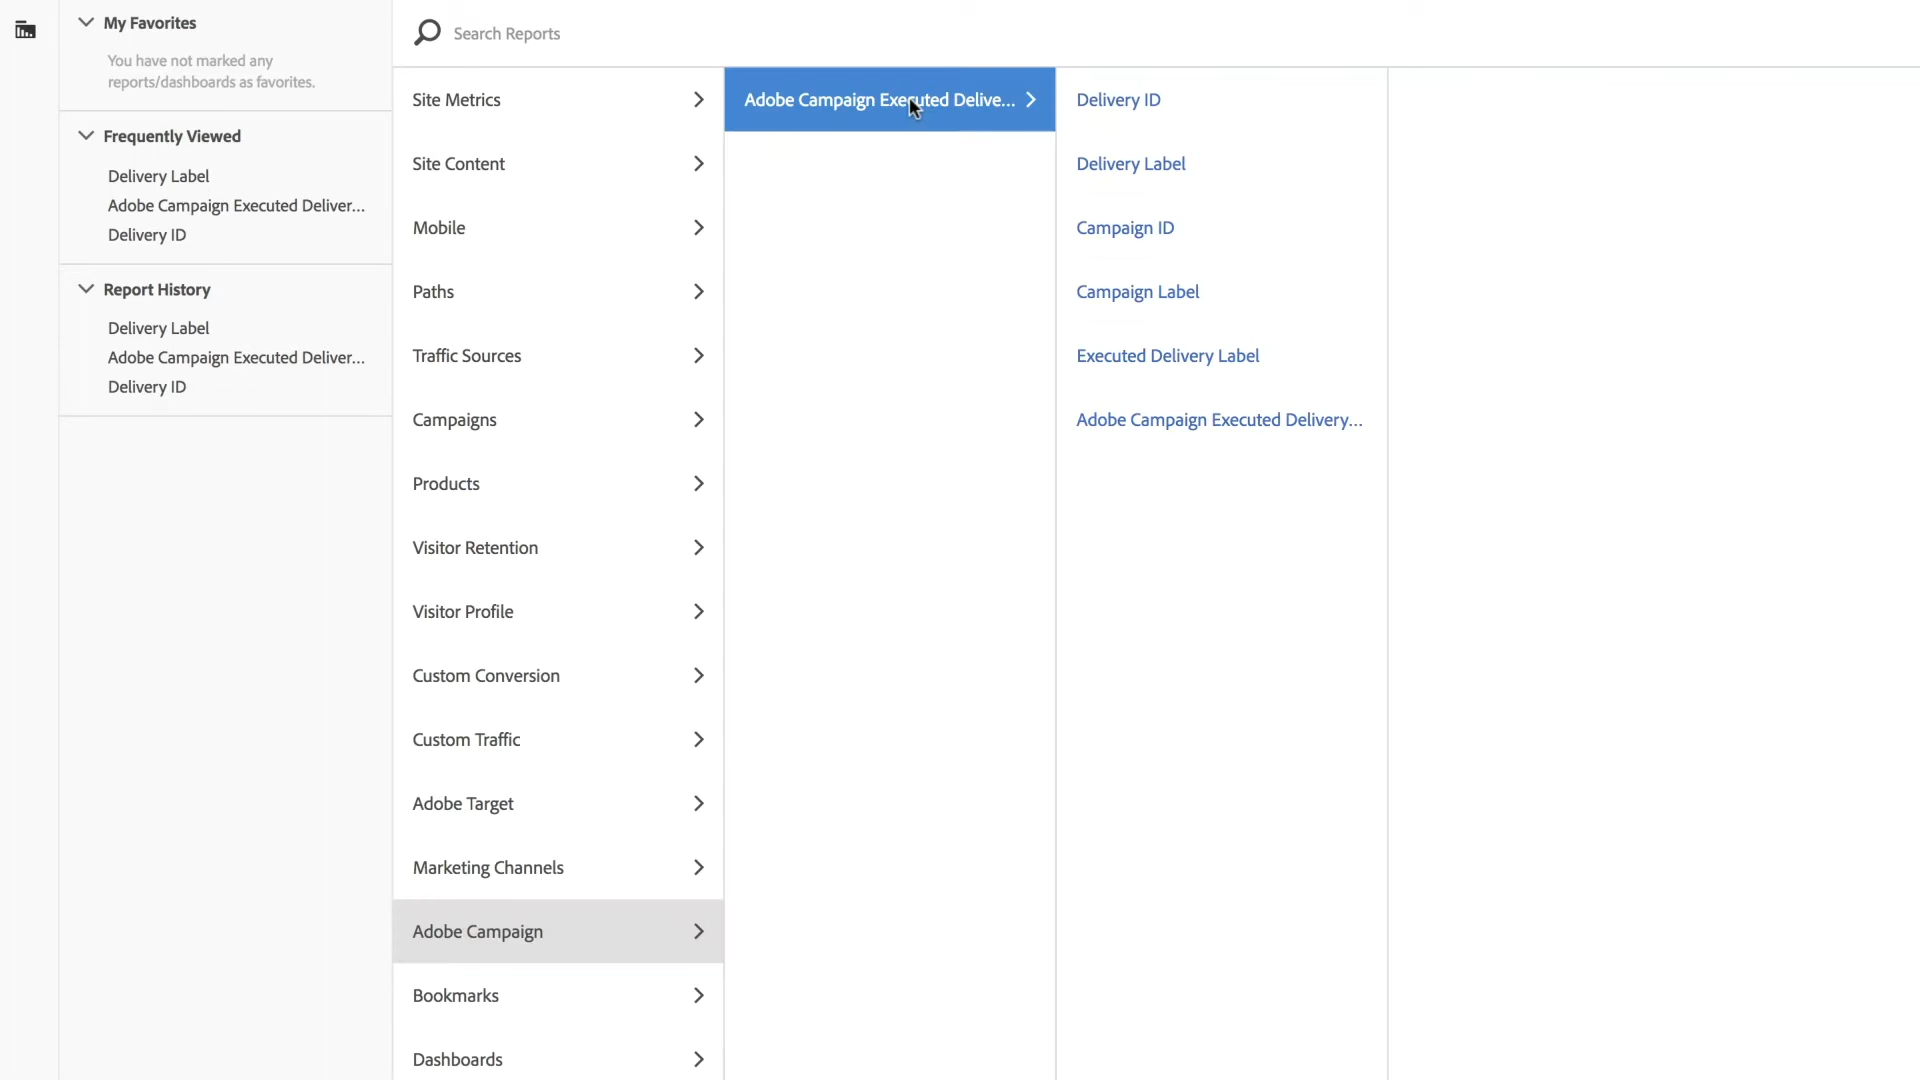 My Favorites
You have not marked any
reports/dashboards as favorites.
Frequently Viewed
Delivery Label
Adobe Campaign Executed Deliver...
Delivery ID
Report History
Delivery Label
Adobe Campaign Executed Deliver...
Delivery ID
Search Reports
Site Metrics
Site Content
Mobile
Paths
Traffic Sources
Campaigns
Products
Visitor Retention
Visitor Profile
Custom Conversion
Custom Traffic
Adobe Target
Marketing Channels
Adobe Campaign
Bookmarks
Dashboards
Adobe Campaign Executed Delive...
Delivery ID
Delivery Label
Campaign ID
Campaign Label
Executed Delivery Label
Adobe Campaign Executed Delivery...